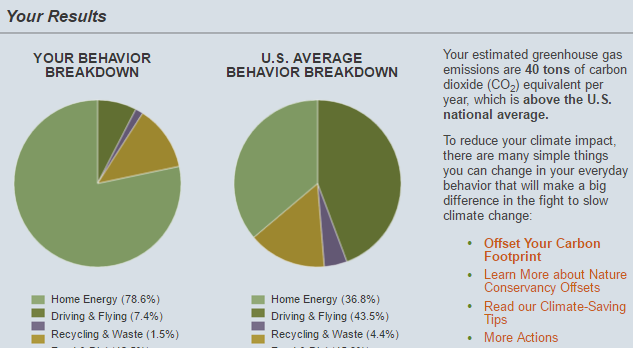 Your Results
YOUR BEHAVIOR
BREAKDOWN
Home Energy (78.6%)
Driving & Flying (7.4%)
Recycling & Waste (1.5%)
U.S. AVERAGE
BEHAVIOR BREAKDOWN
Home Energy (36.8%)
Driving & Flying (43.5%)
Recycling & Waste (4.4%)
Your estimated greenhouse gas
emissions are 40 tons of carbon
dioxide (CO2) equivalent per
year, which is above the U.S.
national average.
To reduce your climate impact,
there are many simple things
you can change in your everyday
behavior that will make a big
difference in the fight to slow
climate change:
• Offset Your Carbon
Footprint
• Learn More about Nature
Conservancy Offsets
• Read our Climate-Saving
Tips
• More Actions